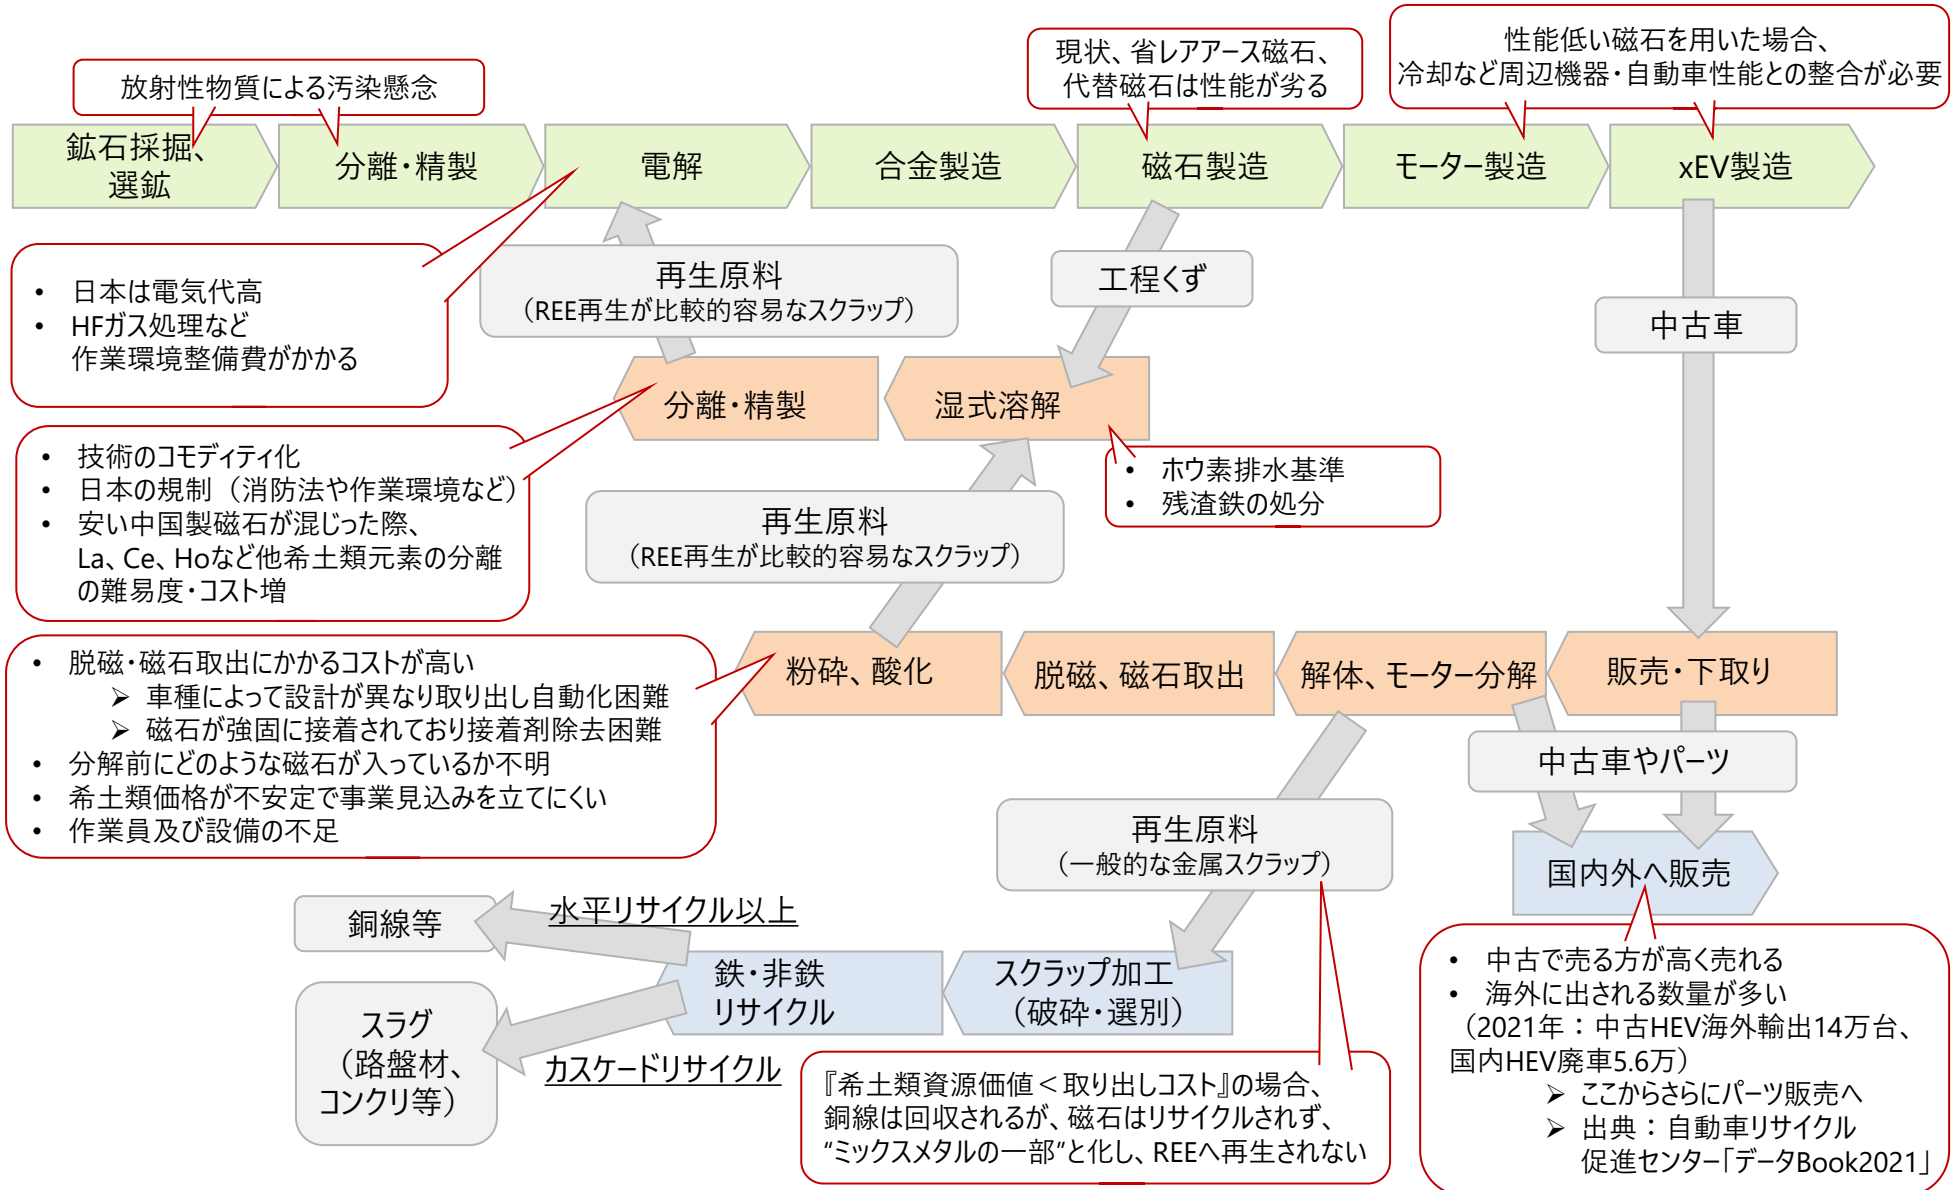 放射性物質による汚染懸念
現状、省レアアース磁石、
代替磁石は性能が劣る
性能低い磁石を用いた場合、
冷却など周辺機器・自動車性能との整合が必要
鉱石採掘、
選鉱
分離・精製
電解
合金製造
磁石製造
モーター製造
xEV製造
• 日本は電気代高
• HFガス処理など
作業環境整備費がかかる
再生原料
（REE再生が比較的容易なスクラップ）
工程くず
中古車
分離・精製
湿式溶解
• 技術のコモディティ化
• 日本の規制（消防法や作業環境など）
• 安い中国製磁石が混じった際、
La、Ce、Hoなど他希土類元素の分離
の難易度・コスト増
• ホウ素排水基準
• 残渣鉄の処分
再生原料
（REE再生が比較的容易なスクラップ）
• 脱磁・磁石取出にかかるコストが高い
➢ 車種によって設計が異なり取り出し自動化困難
➢ 磁石が強固に接着されており接着剤除去困難
• 分解前にどのような磁石が入っているか不明
• 希土類価格が不安定で事業見込みを立てにくい
• 作業員及び設備の不足
粉砕、酸化
脱磁、磁石取出
解体、モーター分解
販売・下取り
中古車やパーツ
再生原料
（一般的な金属スクラップ）
国内外へ販売
銅線等
水平リサイクル以上
鉄・非鉄
リサイクル
スクラップ加工
（破砕・選別）
スラグ
（路盤材、
コンクリ等）
カスケードリサイクル
『希土類資源価値＜取り出しコスト』の場合、
銅線は回収されるが、磁石はリサイクルされず、
“ミックスメタルの一部”と化し、REEへ再生されない
• 中古で売る方が高く売れる
• 海外に出される数量が多い
（2021年：中古HEV海外輸出14万台、
国内HEV廃車5.6万）
➢ ここからさらにパーツ販売へ
➢ 出典：自動車リサイクル
促進センター「データBook2021」